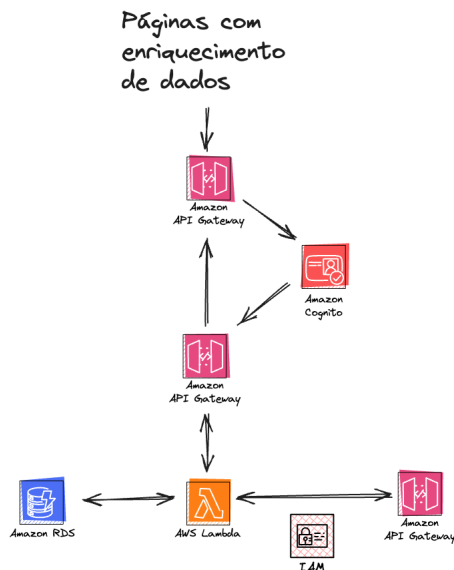 Páginas com
enriquecimento
de dados
Amazon
API Gateway
Amazon
Cognito
Amazon
API Gateway
Amazon RDS
AWS Lambda
Amazon
API Gateway
IAM